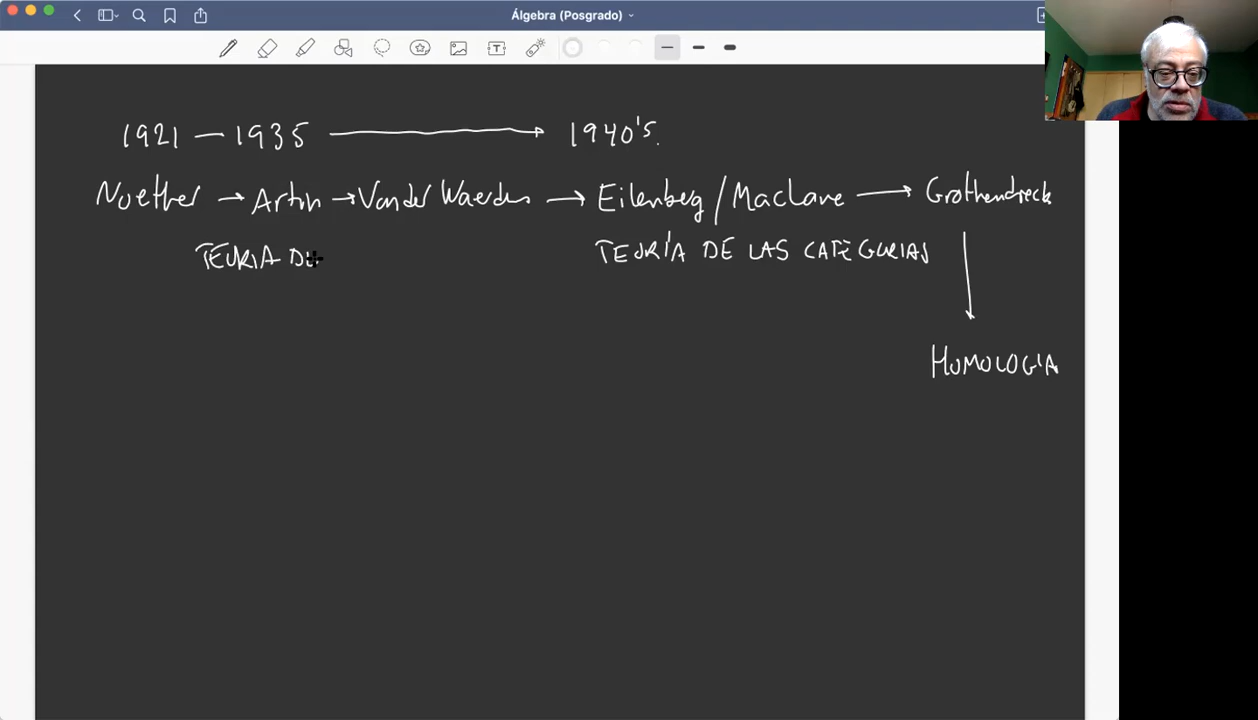 Álgebra (Posgrado)
1921 — 1935 → 1940's.
Noether → Artin → Van der Waerden → Eilenberg / Maclane → Grothendieck
TEORIA DE TEORÍA DE LAS CATEGORIAS
HOMOLOGIA